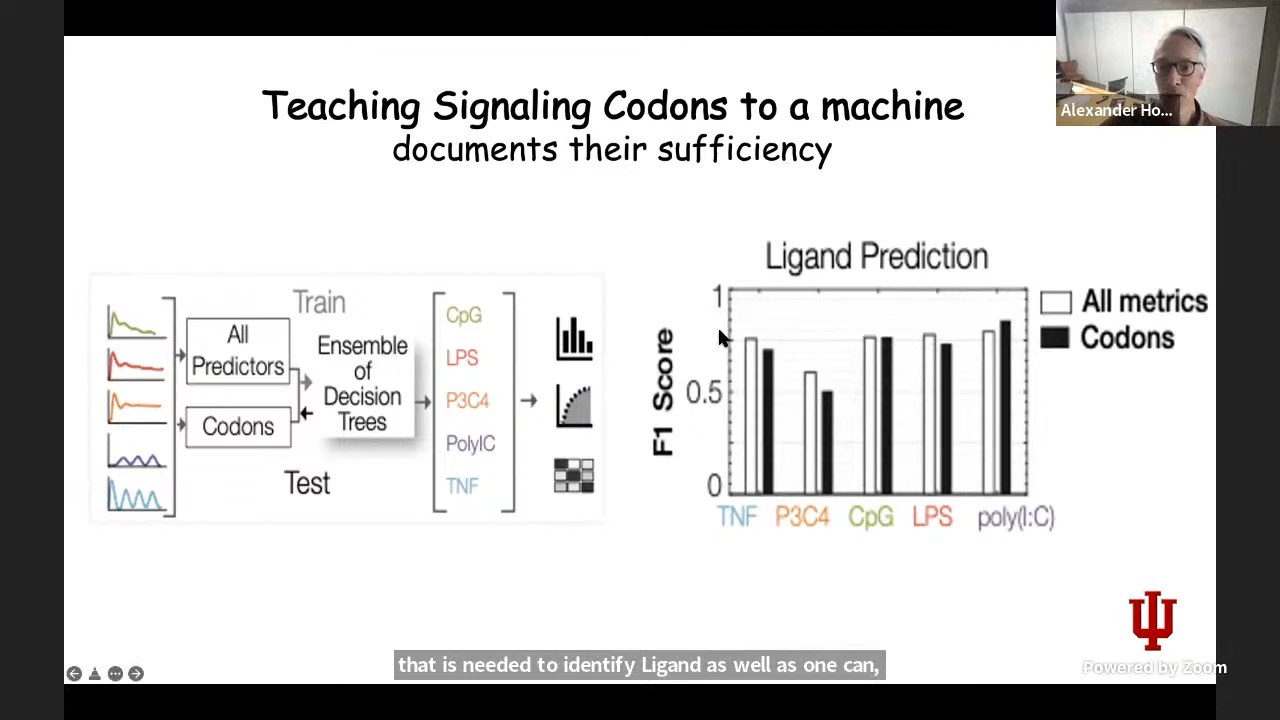 Teaching Signaling Codons to a machine
documents their sufficiency
Alexander Ho...
Train
All
Predictors
Codons
Ensemble
of
Decision
Trees
Test
CpG
LPS
P3C4
PolyIC
TNF
Ligand Prediction
F1 Score
1
0.5
0
TNF P3C4 CpG LPS poly(I:C)
All metrics
Codons
that is needed to identify Ligand as well as one can,
Powered by Zoom